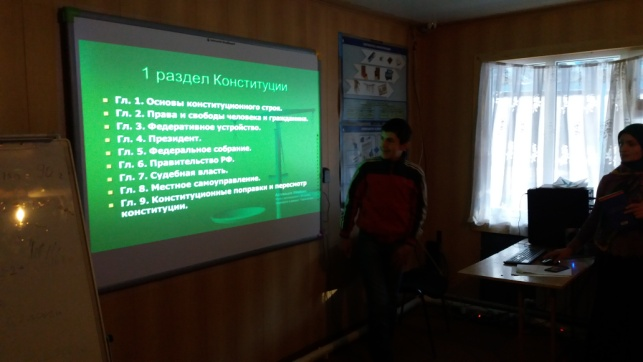 1 раздел Конституции
Гл. 1. Основы конституционного строя.
Гл. 2. Права и свободы человека и гражданина.
Гл. 3. Федеративное устройство.
Гл. 4. Президент.
Гл. 5. Федеральное собрание.
Гл. 6. Правительство РФ.
Гл. 7. Судебная власть.
Гл. 8. Местное самоуправление.
Гл. 9. Конституционные поправки и пересмотр
конституции.